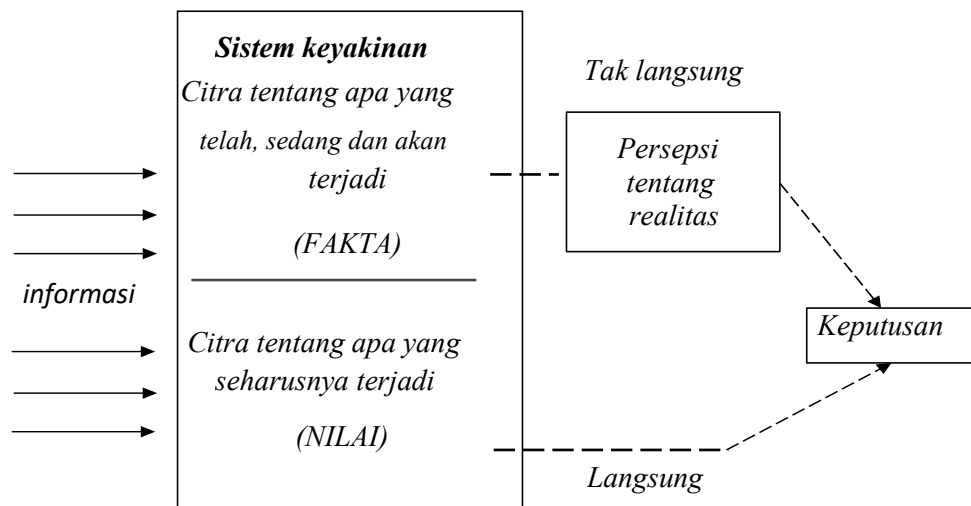 Sistem keyakinan
Citra tentang apa yang
telah, sedang dan akan
terjadi
(FAKTA)
Citra tentang apa yang
seharusnya terjadi
(NILAI)
informasi
Tak langsung
Persepsi
tentang
realitas
Keputusan
Langsung